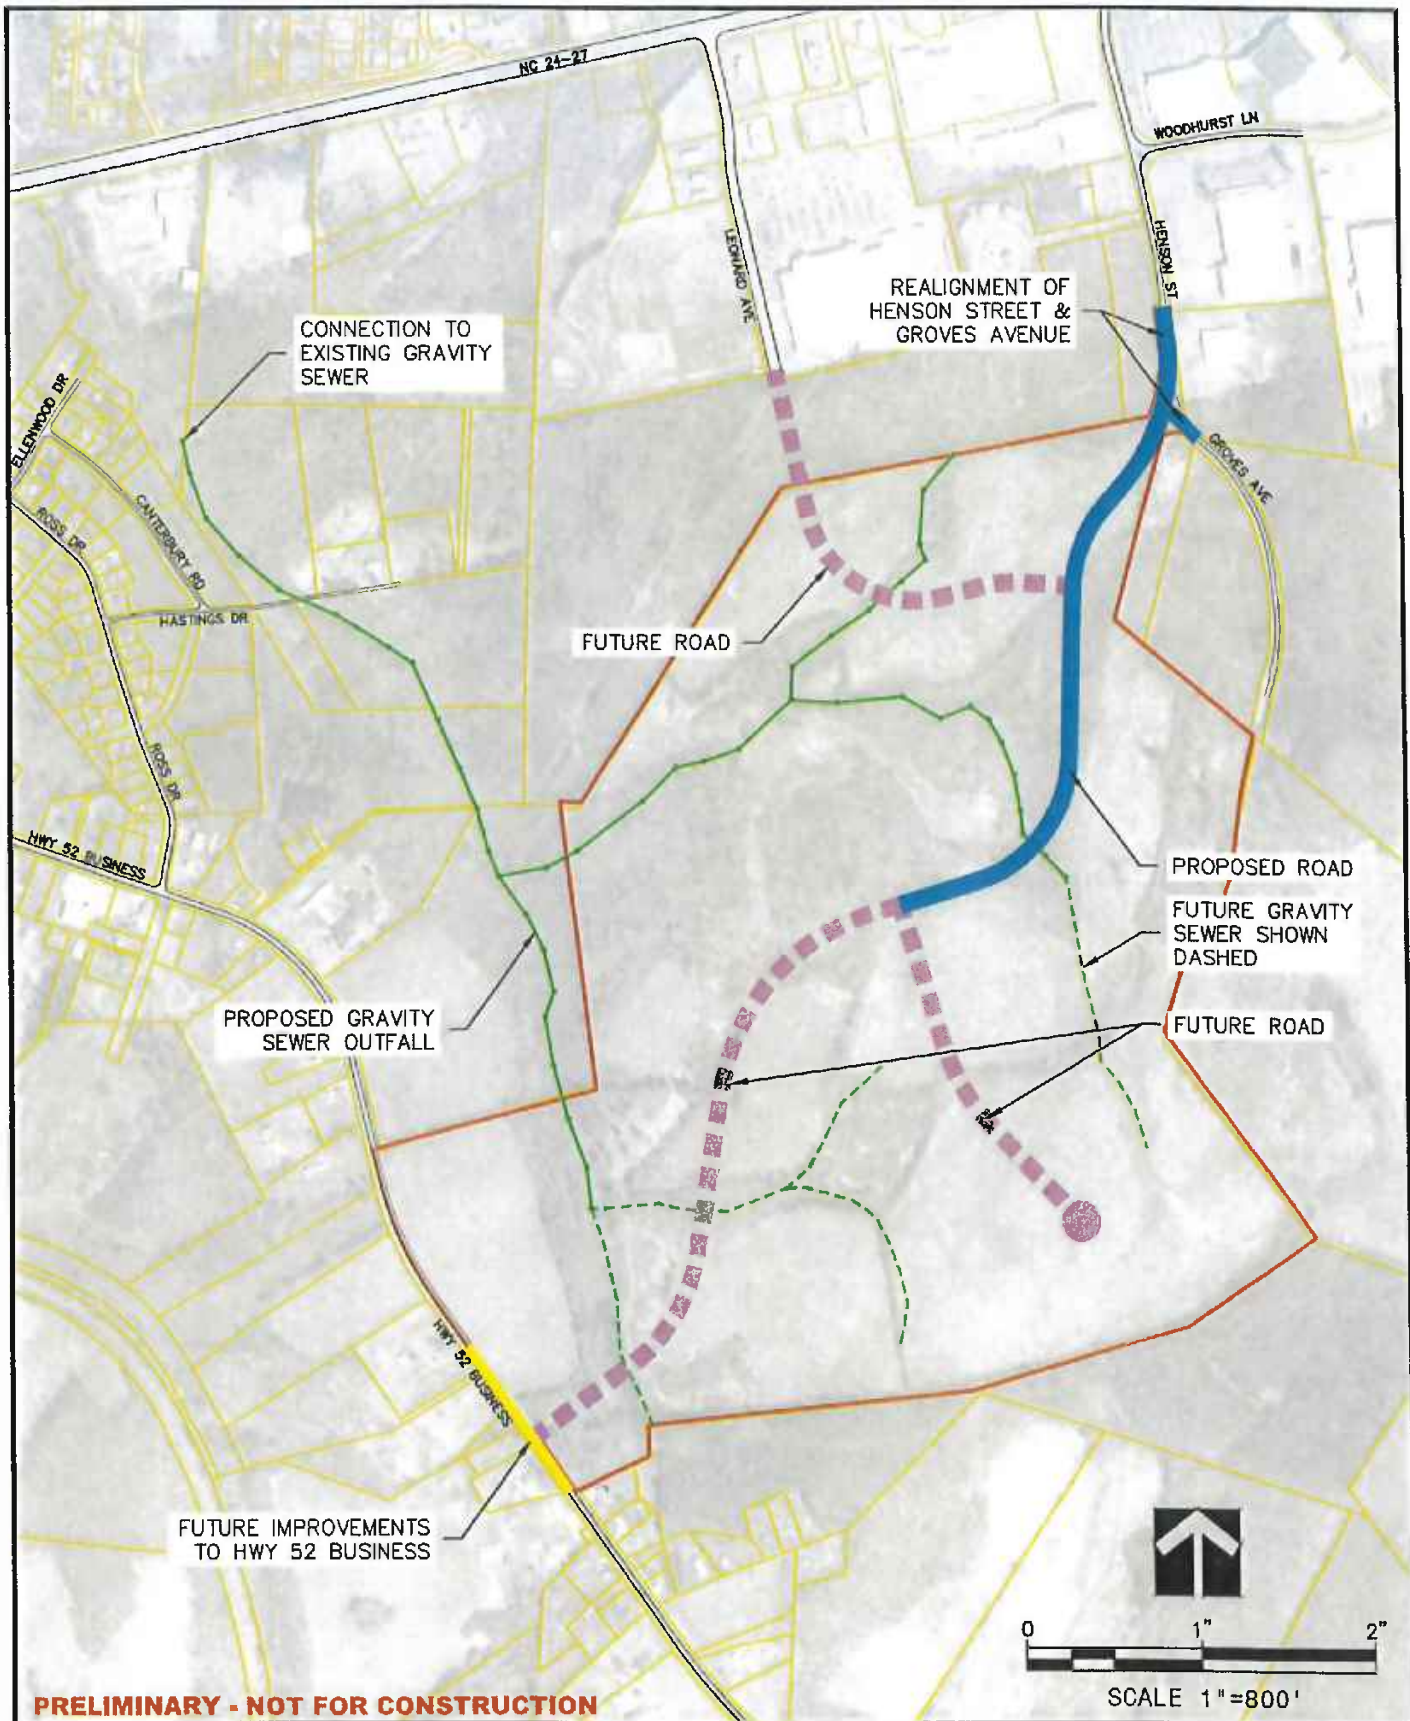 NC 24-27
WOODHURST LN
LEONARD AVE
HENSON ST
REALIGNMENT OF
HENSON STREET &
GROVES AVENUE
CONNECTION TO
EXISTING GRAVITY
SEWER
ELLENWOOD DR
GROVES AVE
CANTERBURY RD
ROSS DR
HASTINGS DR
FUTURE ROAD
ROSS DR
HWY 52 BUSINESS
PROPOSED ROAD
FUTURE GRAVITY
SEWER SHOWN
DASHED
PROPOSED GRAVITY
SEWER OUTFALL
FUTURE ROAD
HWY 52 BUSINESS
FUTURE IMPROVEMENTS
TO HWY 52 BUSINESS
0 1" 2"
SCALE 1"=800'
PRELIMINARY - NOT FOR CONSTRUCTION